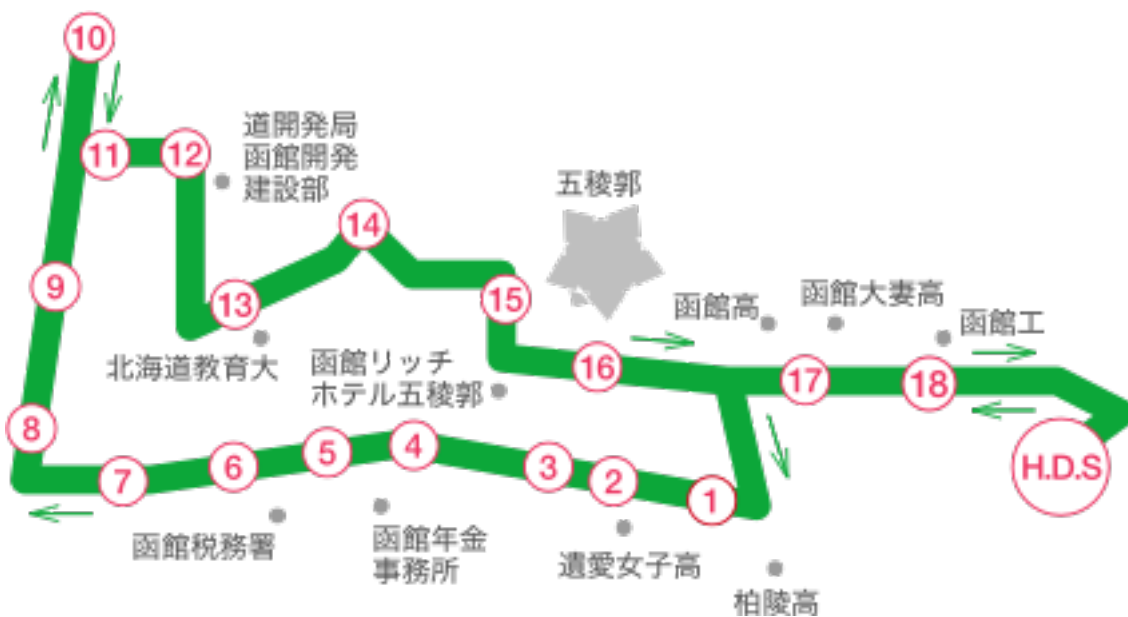 10
11
12
道開発局
函館開発
建設部
五稜郭
14
9
13
15
函館高
函館大妻高
函館工
北海道教育大
函館リッチ
ホテル五稜郭
16
17
18
8
7
6
5
4
3
2
1
H.D.S
函館税務署
函館年金
事務所
遺愛女子高
柏陵高